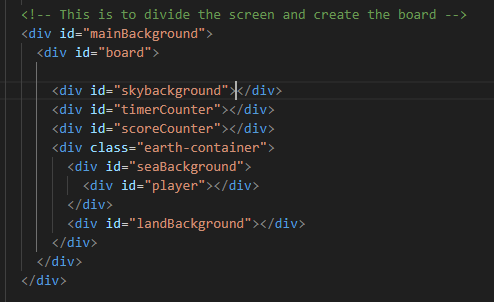 <!-- This is to divide the screen and create the board -->
<div id="mainBackground">
<div id="board">
<div id="skybackground"></div>
<div id="timerCounter"></div>
<div id="scoreCounter"></div>
<div class="earth-container">
<div id="seaBackground">
<div id="player"></div>
</div>
<div id="landBackground"></div>
</div>
</div>
</div>